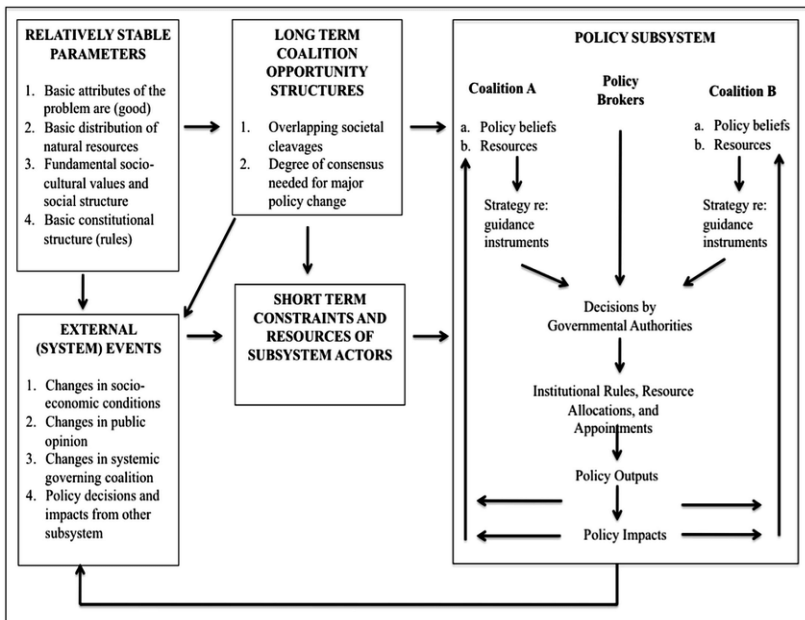 RELATIVELY STABLE
PARAMETERS
1. Basic attributes of the
problem are (good)
2. Basic distribution of
natural resources
3. Fundamental socio-
cultural values and
social structure
4. Basic constitutional
structure (rules)
LONG TERM
COALITION
OPPORTUNITY
STRUCTURES
1. Overlapping societal
cleavages
2. Degree of consensus
needed for major
policy change
EXTERNAL
(SYSTEM) EVENTS
1. Changes in socio-
economic conditions
2. Changes in public
opinion
3. Changes in systemic
governing coalition
4. Policy decisions and
impacts from other
subsystem
SHORT TERM
CONSTRAINTS AND
RESOURCES OF
SUBSYSTEM ACTORS
POLICY SUBSYSTEM
Coalition A
a. Policy beliefs
b. Resources
Strategy re:
guidance
instruments
Policy
Brokers
Coalition B
a. Policy beliefs
b. Resources
Strategy re:
guidance
instruments
Decisions by
Governmental Authorities
Institutional Rules, Resource
Allocations, and
Appointments
Policy Outputs
Policy Impacts